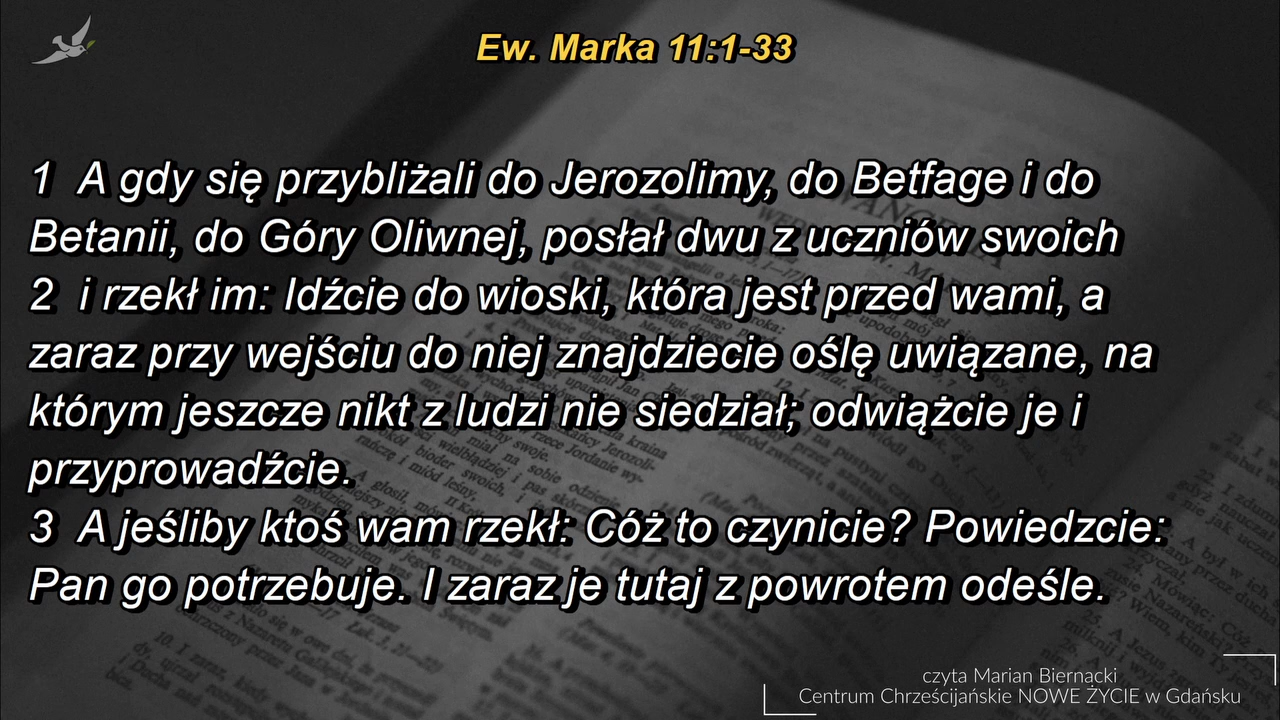 Ew. Marka 11:1-33
1 A gdy się przybliżali do Jerozolimy, do Betfage i do
Betanii, do Góry Oliwnej, posłał dwu z uczniów swoich
2 i rzekł im: Idźcie do wioski, która jest przed wami, a
zaraz przy wejściu do niej znajdziecie oślę uwiązane, na
którym jeszcze nikt z ludzi nie siedział; odwiążcie je i
przyprowadźcie.
3 A jeśliby ktoś wam rzekł: Cóż to czynicie? Powiedzcie:
Pan go potrzebuje. I zaraz je tutaj z powrotem odeśle.
czyta Marian Biernacki
Centrum Chrześcijańskie NOWE ŻYCIE w Gdańsku